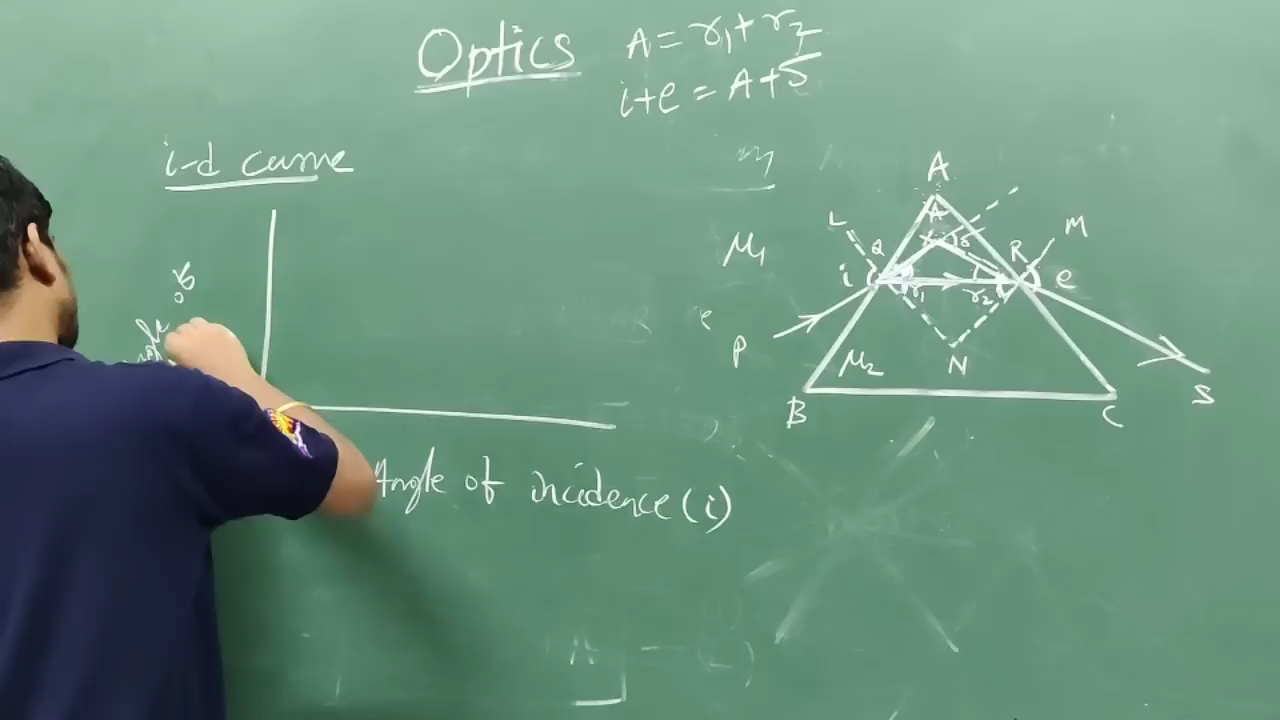 Optics
A = r₁ + r₂
i+e = A+δ
i-d curve
Angle of incidence (i)
A
A
L
M
δ
Q
R
μ₁
i
e
r₁
r₂
P
N
μ₂
B
C
S